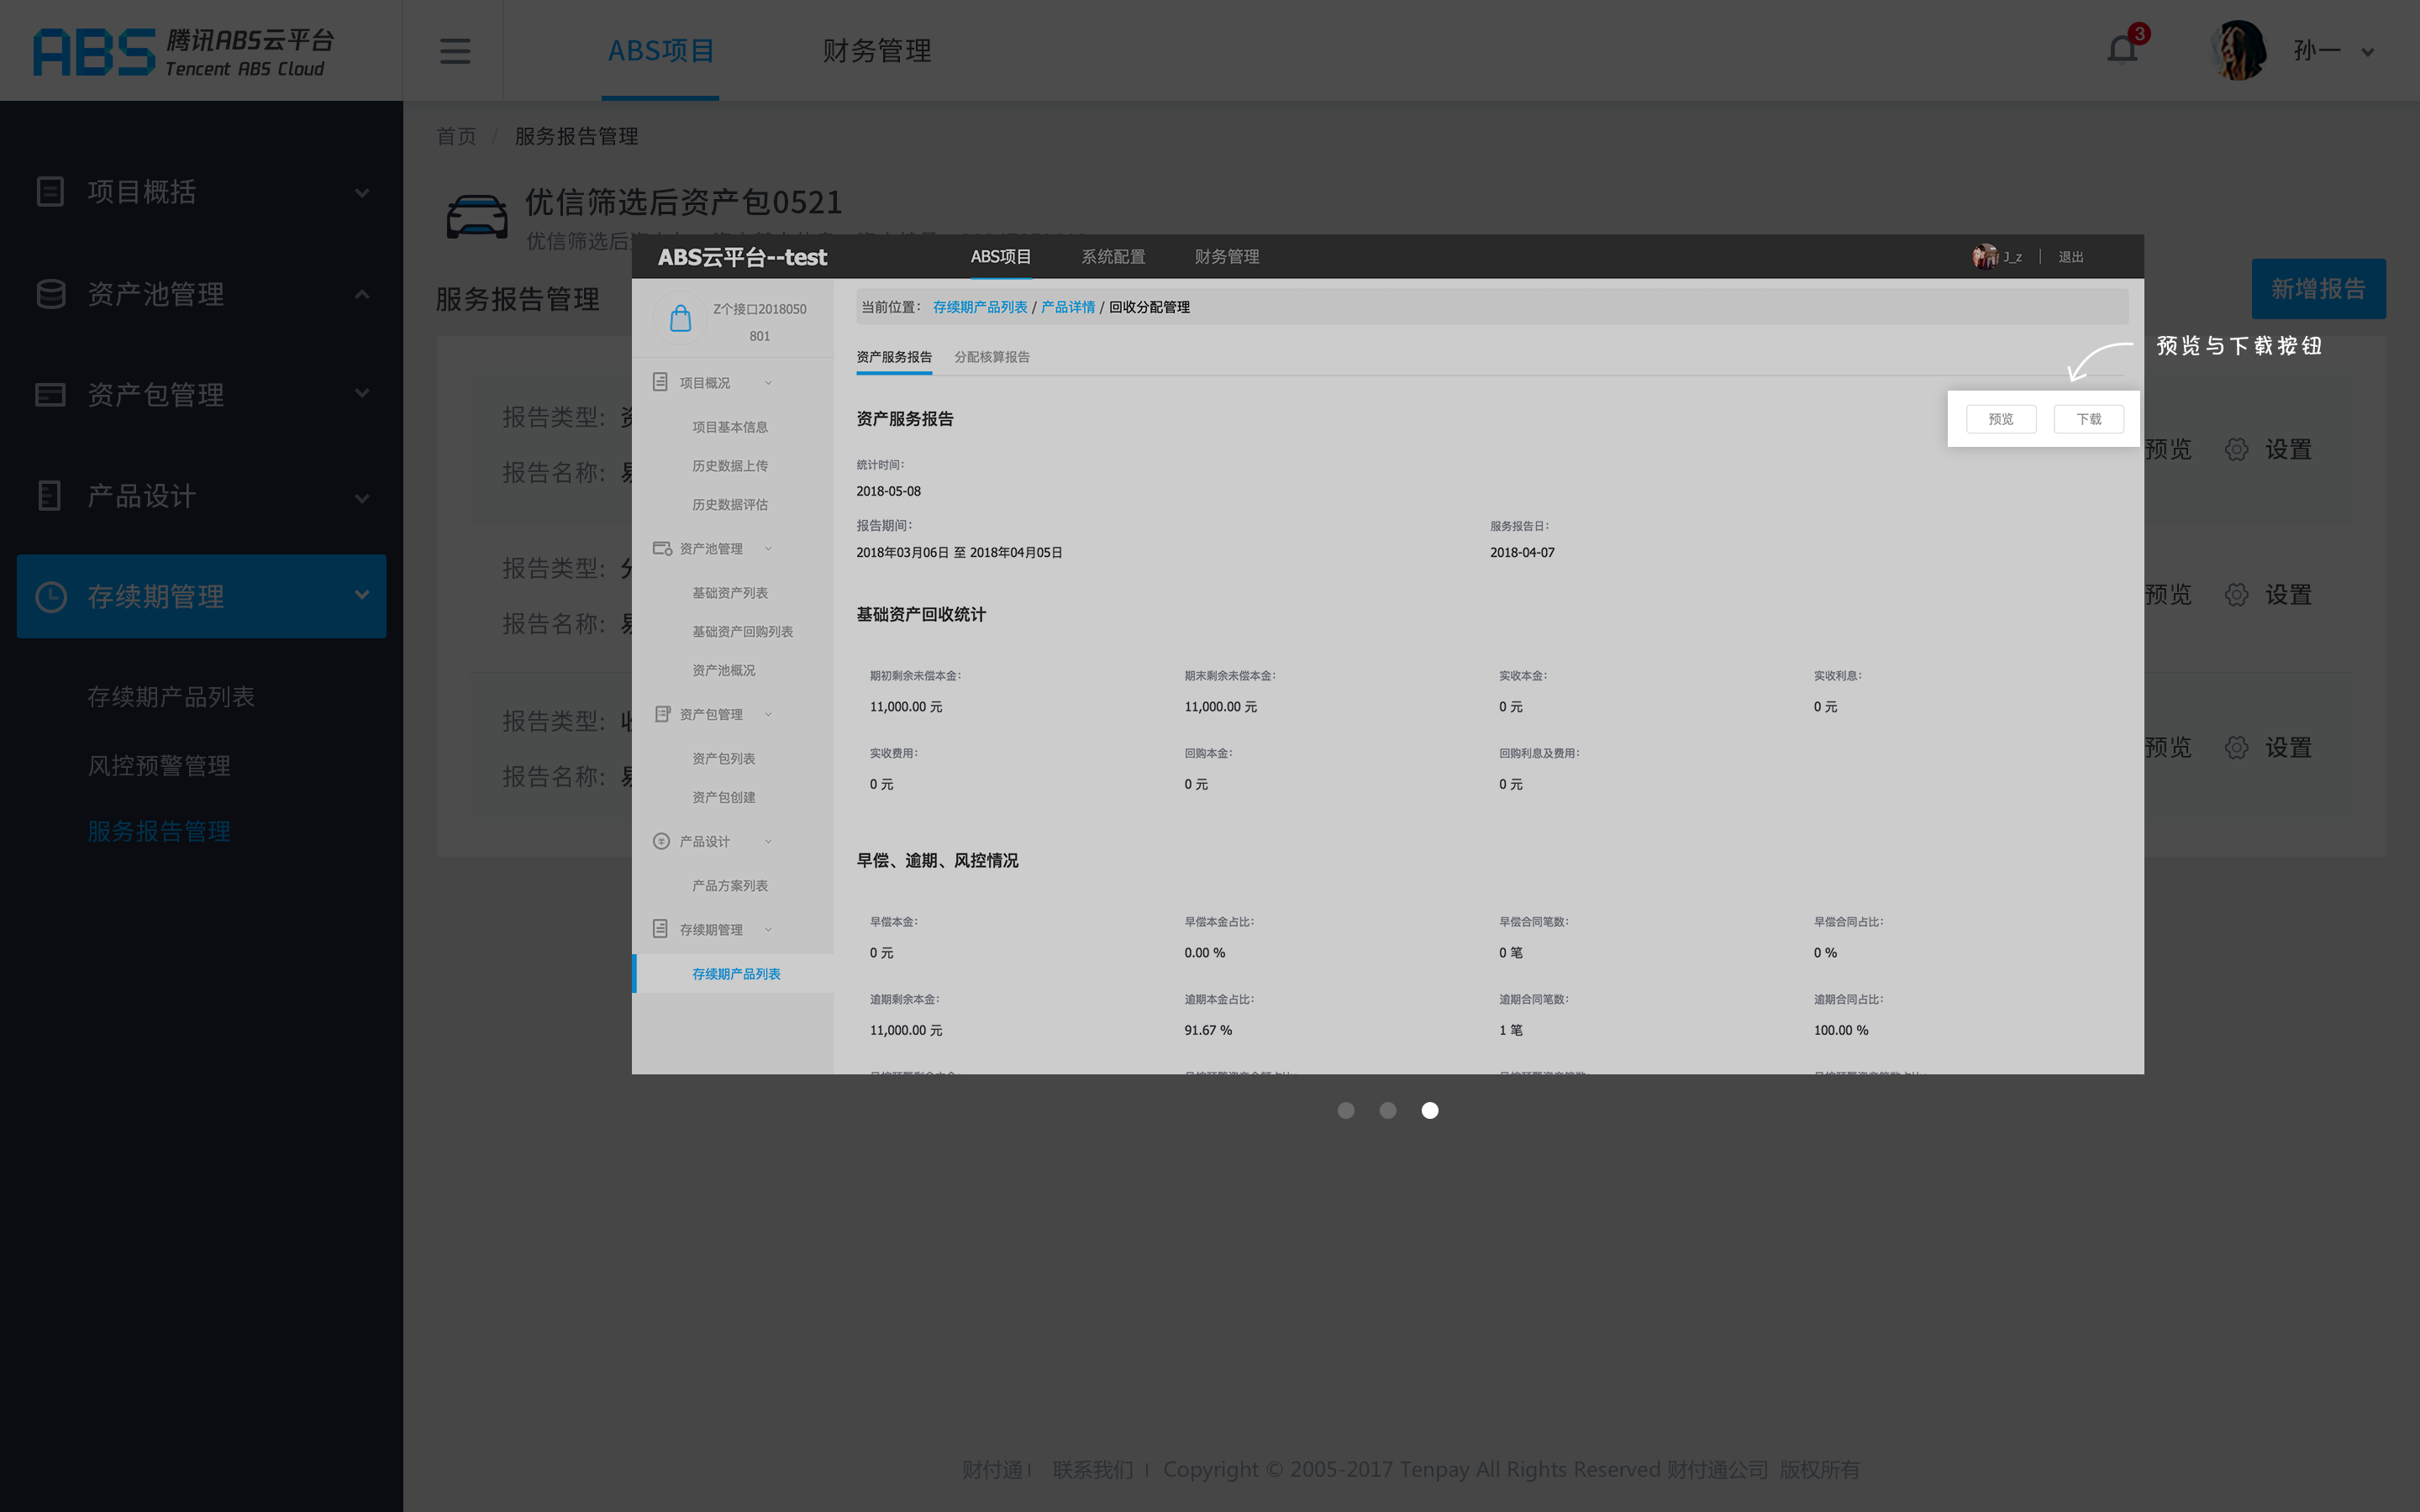 ABS 腾讯ABS云平台
Tencent ABS Cloud
ABS项目 财务管理
3
孙一
项目概括
资产池管理
资产包管理
产品设计
存续期管理
存续期产品列表
风控预警管理
服务报告管理
首页 / 服务报告管理
优信筛选后资产包0521
服务报告管理
新增报告
报告类型:
报告名称:
预览 设置
报告类型:
报告名称:
预览 设置
报告类型:
报告名称:
预览 设置
ABS云平台--test
ABS项目 系统配置 财务管理
J_z | 退出
Z个接口2018050
801
项目概况
项目基本信息
历史数据上传
历史数据评估
资产池管理
基础资产列表
基础资产回购列表
资产池概况
资产包管理
资产包列表
资产包创建
产品设计
产品方案列表
存续期管理
存续期产品列表
当前位置: 存续期产品列表 / 产品详情 / 回收分配管理
资产服务报告 分配核算报告
预览与下载按钮
资产服务报告
预览 下载
统计时间:
2018-05-08
报告期间: 服务报告日:
2018年03月06日 至 2018年04月05日 2018-04-07
基础资产回收统计
期初剩余未偿本金: 期末剩余未偿本金: 实收本金: 实收利息:
11,000.00 元 11,000.00 元 0 元 0 元
实收费用: 回购本金: 回购利息及费用:
0 元 0 元 0 元
早偿、逾期、风控情况
早偿本金: 早偿本金占比: 早偿合同笔数: 早偿合同占比:
0 元 0.00 % 0 笔 0 %
逾期剩余本金: 逾期本金占比: 逾期合同笔数: 逾期合同占比:
11,000.00 元 91.67 % 1 笔 100.00 %
财付通 | 联系我们 | Copyright © 2005-2017 Tenpay All Rights Reserved 财付通公司 版权所有